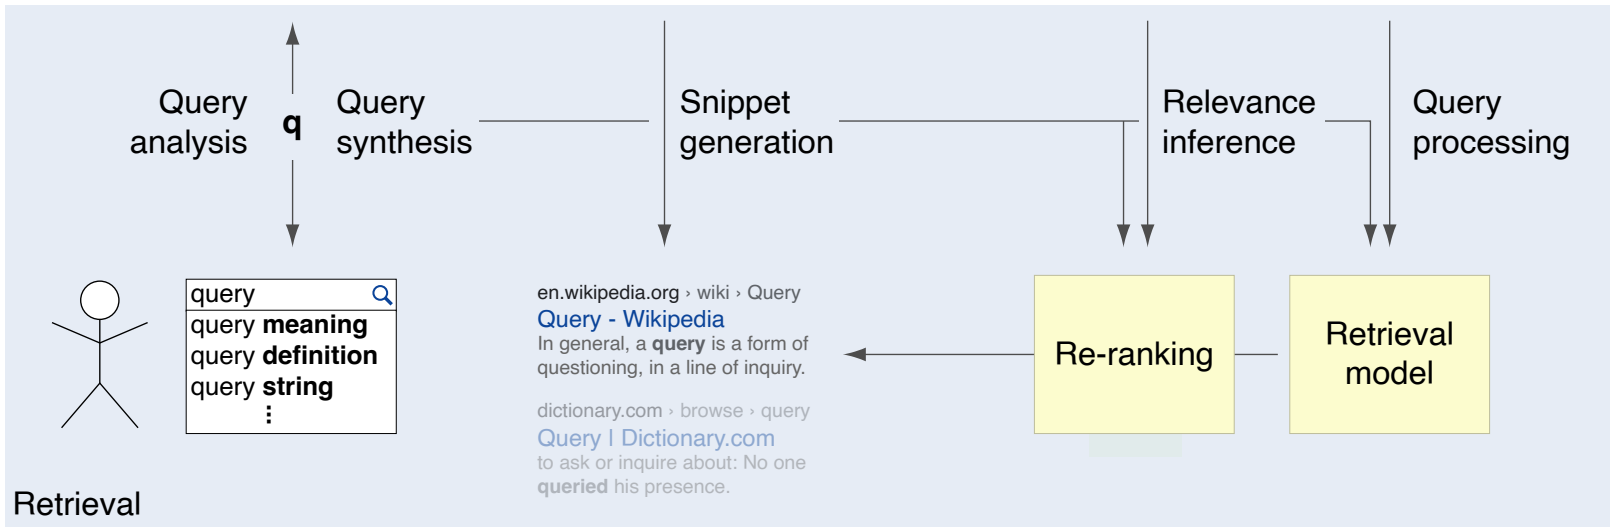 Query
analysis
q
Query
synthesis
Snippet
generation
Relevance
inference
Query
processing
query
query meaning
query definition
query string
⋮
en.wikipedia.org › wiki › Query
Query - Wikipedia
In general, a query is a form of
questioning, in a line of inquiry.
dictionary.com › browse › query
Query | Dictionary.com
to ask or inquire about: No one
queried his presence.
Re-ranking
Retrieval
model
Retrieval